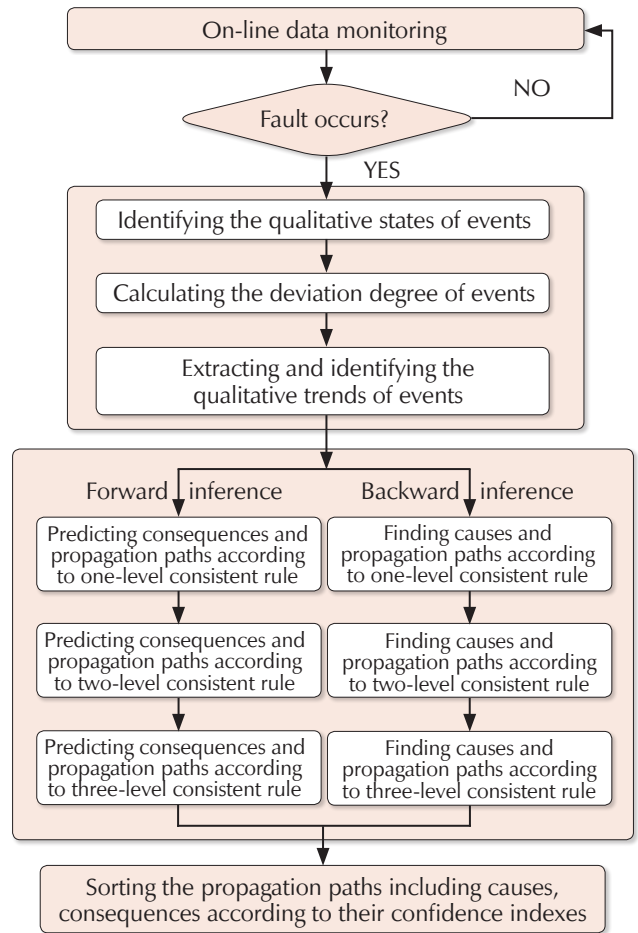 On-line data monitoring
NO
Fault occurs?
YES
Identifying the qualitative states of events
Calculating the deviation degree of events
Extracting and identifying the
qualitative trends of events
Forward inference
Backward inference
Predicting consequences and
propagation paths according
to one-level consistent rule
Finding causes and
propagation paths according
to one-level consistent rule
Predicting consequences and
propagation paths according
to two-level consistent rule
Finding causes and
propagation paths according
to two-level consistent rule
Predicting consequences and
propagation paths according
to three-level consistent rule
Finding causes and
propagation paths according
to three-level consistent rule
Sorting the propagation paths including causes,
consequences according to their confidence indexes